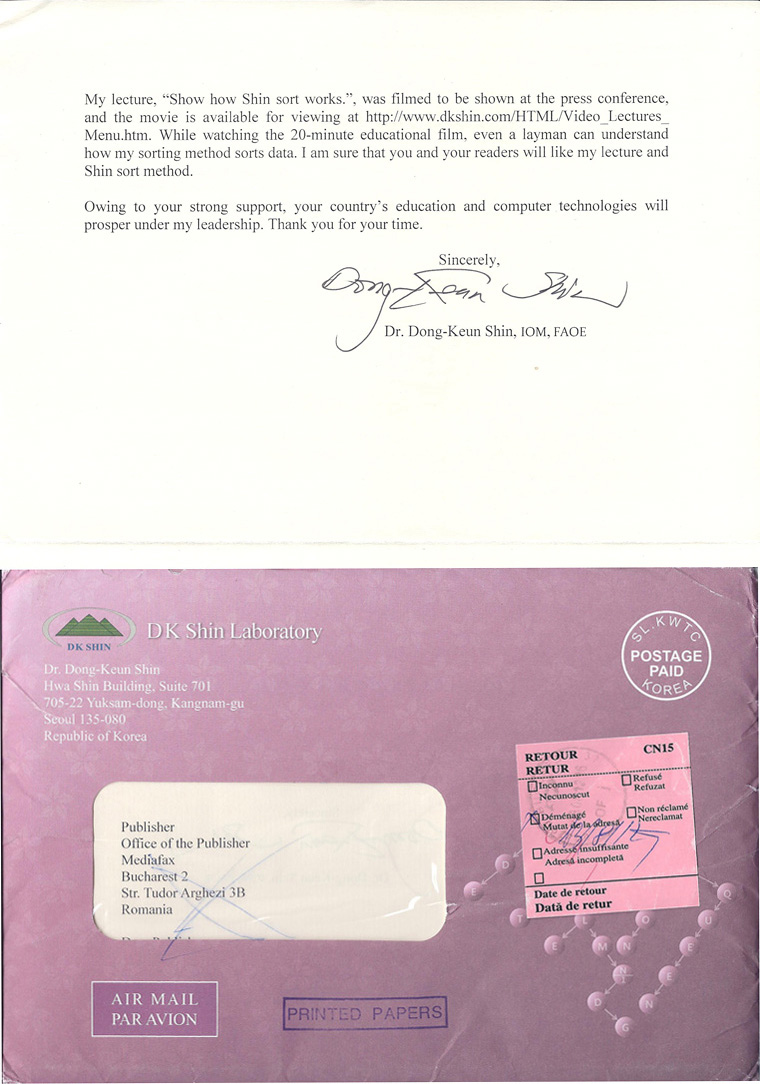 My lecture, “Show how Shin sort works.”, was filmed to be shown at the press conference,
and the movie is available for viewing at http://www.dkshin.com/HTML/Video_Lectures_
Menu.htm. While watching the 20-minute educational film, even a layman can understand
how my sorting method sorts data. I am sure that you and your readers will like my lecture and
Shin sort method.
Owing to your strong support, your country’s education and computer technologies will
prosper under my leadership. Thank you for your time.
Sincerely,
Dong-Keun Shin
Dr. Dong-Keun Shin, IOM, FAOE
DK SHIN
DK Shin Laboratory
Dr. Dong-Keun Shin
Hwa Shin Building, Suite 701
705-22 Yuksam-dong, Kangnam-gu
Seoul 135-080
Republic of Korea
SL.KWTC
POSTAGE
PAID
KOREA
RETOUR CN15
RETUR
Inconnu
Necunoscut
Refusé
Refuzat
Déménagé
Mutat de la adresă
Non réclamé
Nereclamat
Adresse insuffisante
Adresă incompletă
Date de retour
Dată de retur
Publisher
Office of the Publisher
Mediafax
Bucharest 2
Str. Tudor Arghezi 3B
Romania
E
L
O
Q
U
E
M
N
E
E
D
N
G
AIR MAIL
PAR AVION
PRINTED PAPERS